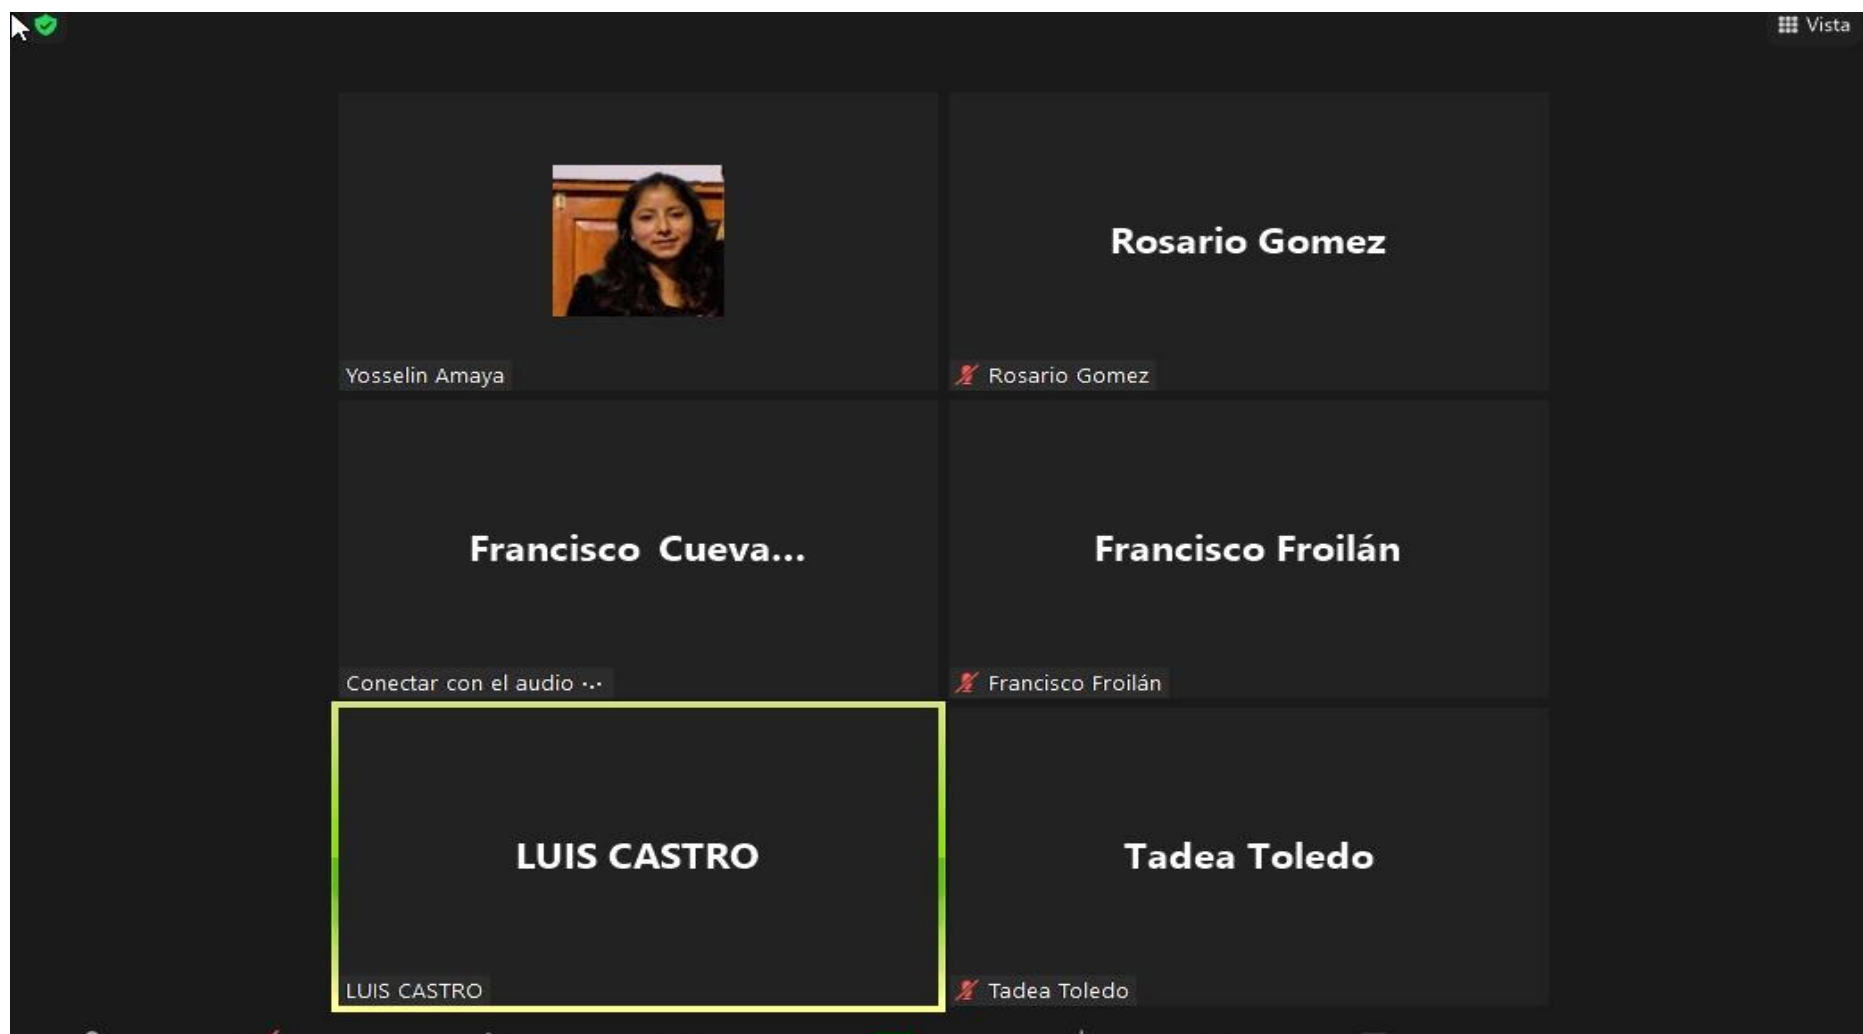 Vista
Yosselin Amaya
Rosario Gomez
Rosario Gomez
Francisco Cueva...
Conectar con el audio ...
Francisco Froilán
Francisco Froilán
LUIS CASTRO
LUIS CASTRO
Tadea Toledo
Tadea Toledo